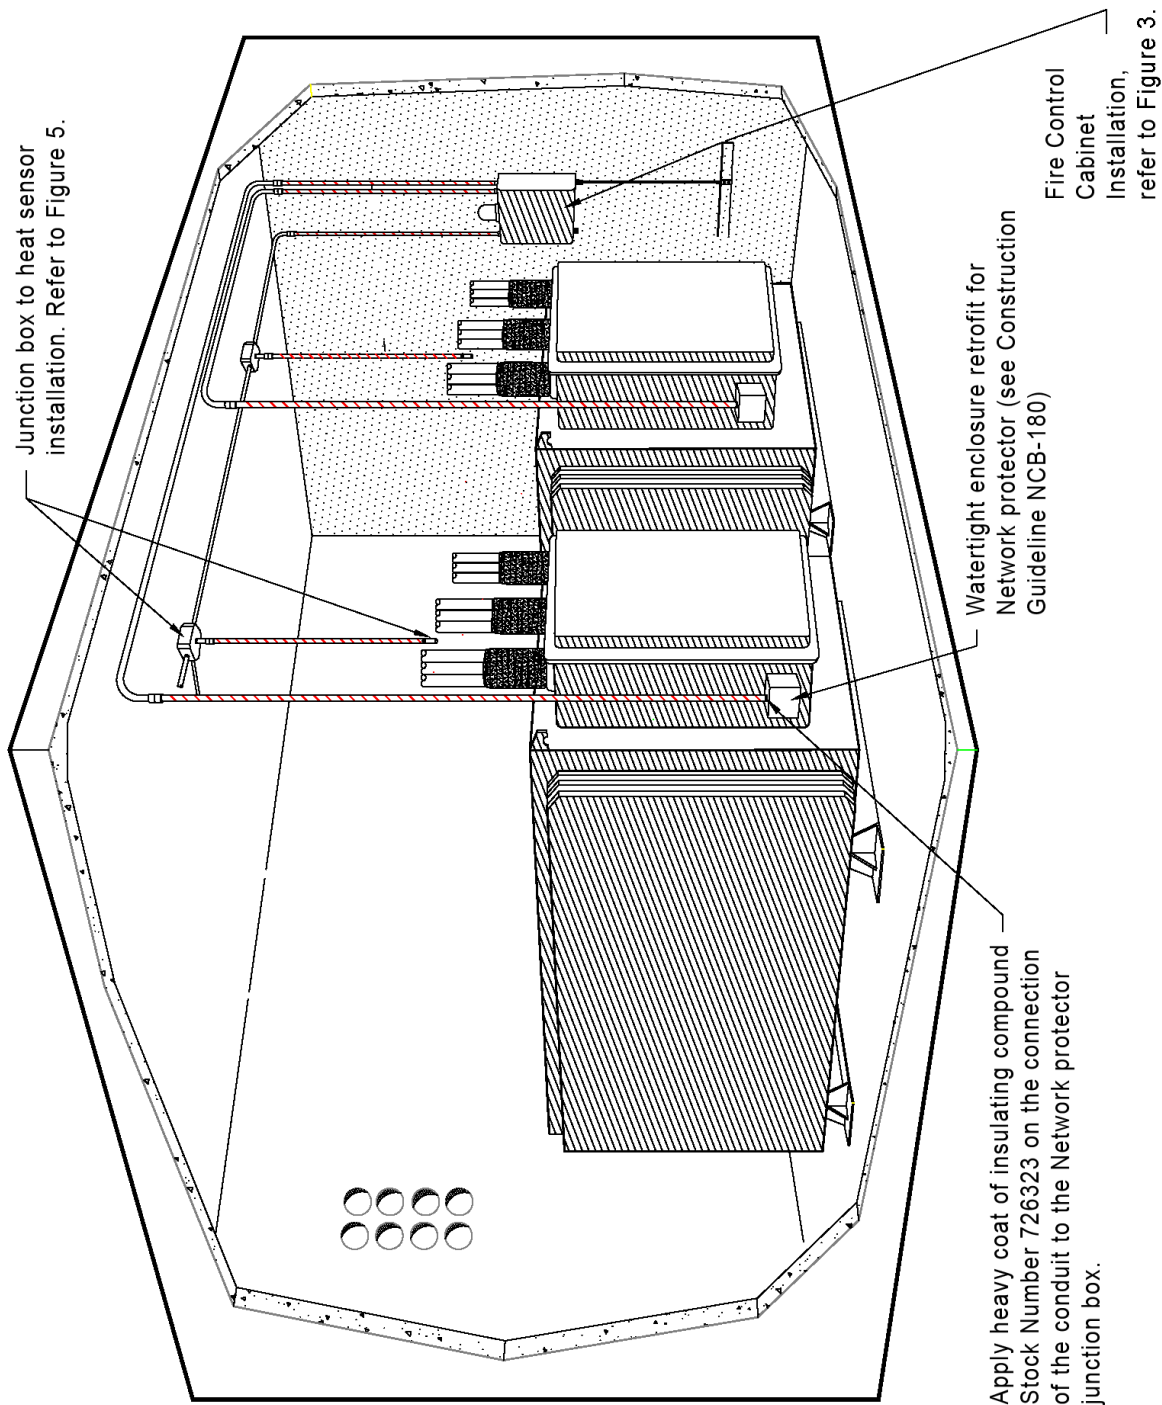 Junction box to heat sensor
installation. Refer to Figure 5.
Fire Control
Cabinet
Installation,
refer to Figure 3.
Watertight enclosure retrofit for
Network protector (see Construction
Guideline NCB-180)
Apply heavy coat of insulating compound
Stock Number 726323 on the connection
of the conduit to the Network protector
junction box.